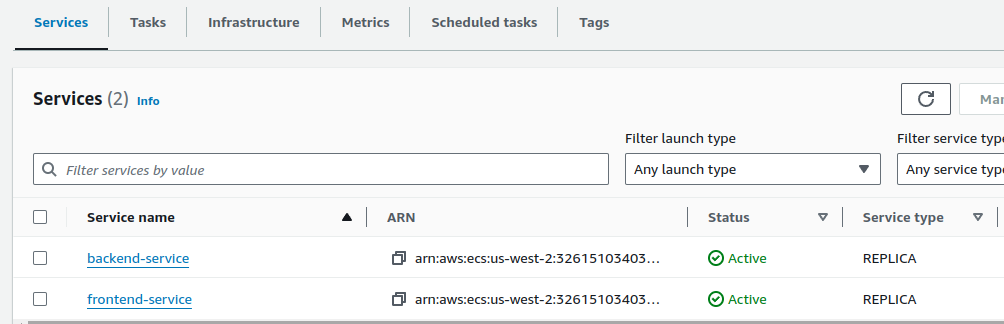 Services Tasks Infrastructure Metrics Scheduled tasks Tags
Services (2) Info
Filter launch type Filter service type
Filter services by value Any launch type Any service type
Service name ARN Status Service type
backend-service arn:aws:ecs:us-west-2:32615103403... Active REPLICA
frontend-service arn:aws:ecs:us-west-2:32615103403... Active REPLICA